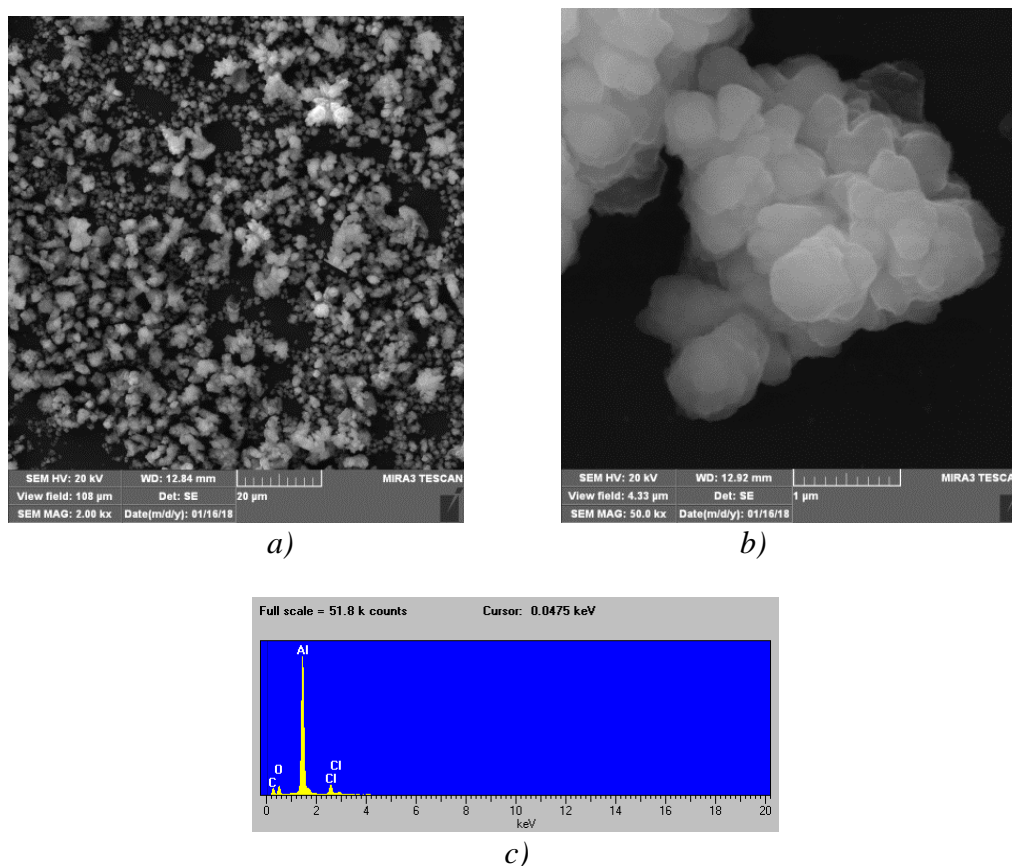 SEM HV: 20 kV WD: 12.84 mm MIRA3 TESCAN
View field: 108 µm Det: SE 20 µm
SEM MAG: 2.00 kx Date(m/d/y): 01/16/18
a)
SEM HV: 20 kV WD: 12.92 mm MIRA3 TESCA
View field: 4.33 µm Det: SE 1 µm
SEM MAG: 50.0 kx Date(m/d/y): 01/16/18
b)
Full scale = 51.8 k counts Cursor: 0.0475 keV
Al
O Cl
C Cl
0 2 4 6 8 10 12 14 16 18 20
keV
c)